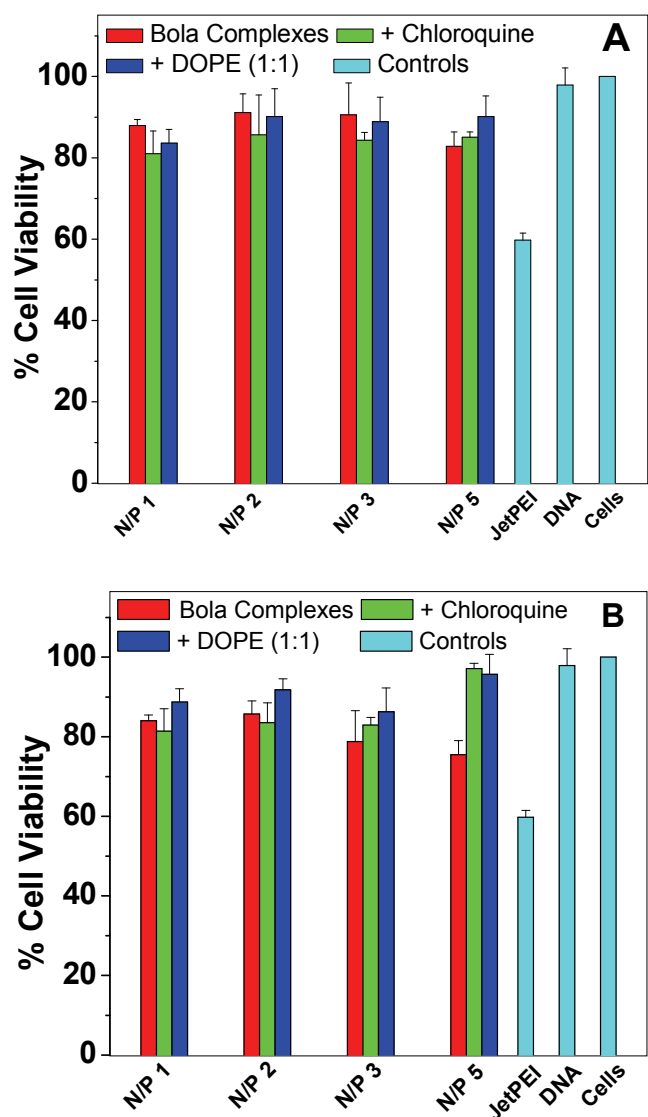 Bola Complexes + Chloroquine A
+ DOPE (1:1) Controls
100
80
60
40
20
0
% Cell Viability
N/P 1 N/P 2 N/P 3 N/P 5 JetPEI DNA Cells
Bola Complexes + Chloroquine B
+ DOPE (1:1) Controls
100
80
60
40
20
0
% Cell Viability
N/P 1 N/P 2 N/P 3 N/P 5 JetPEI DNA Cells